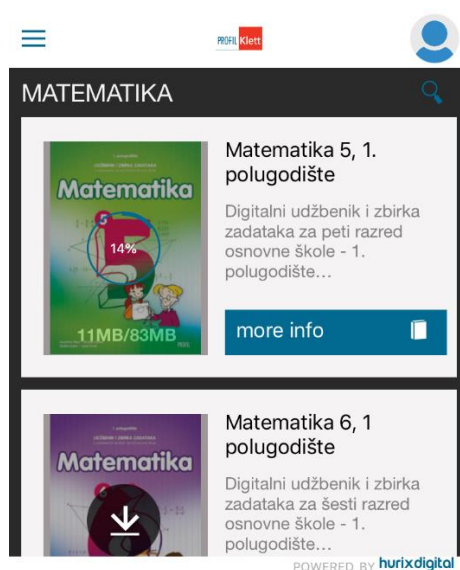 PROFIL Klett
MATEMATIKA
Matematika
5
14%
11MB/83MB
Matematika 5, 1.
polugodište
Digitalni udžbenik i zbirka
zadataka za peti razred
osnovne škole - 1.
polugodište...
more info
Matematika
Matematika 6, 1
polugodište
Digitalni udžbenik i zbirka
zadataka za šesti razred
osnovne škole - 1.
polugodište...
POWERED BY hurixdigital